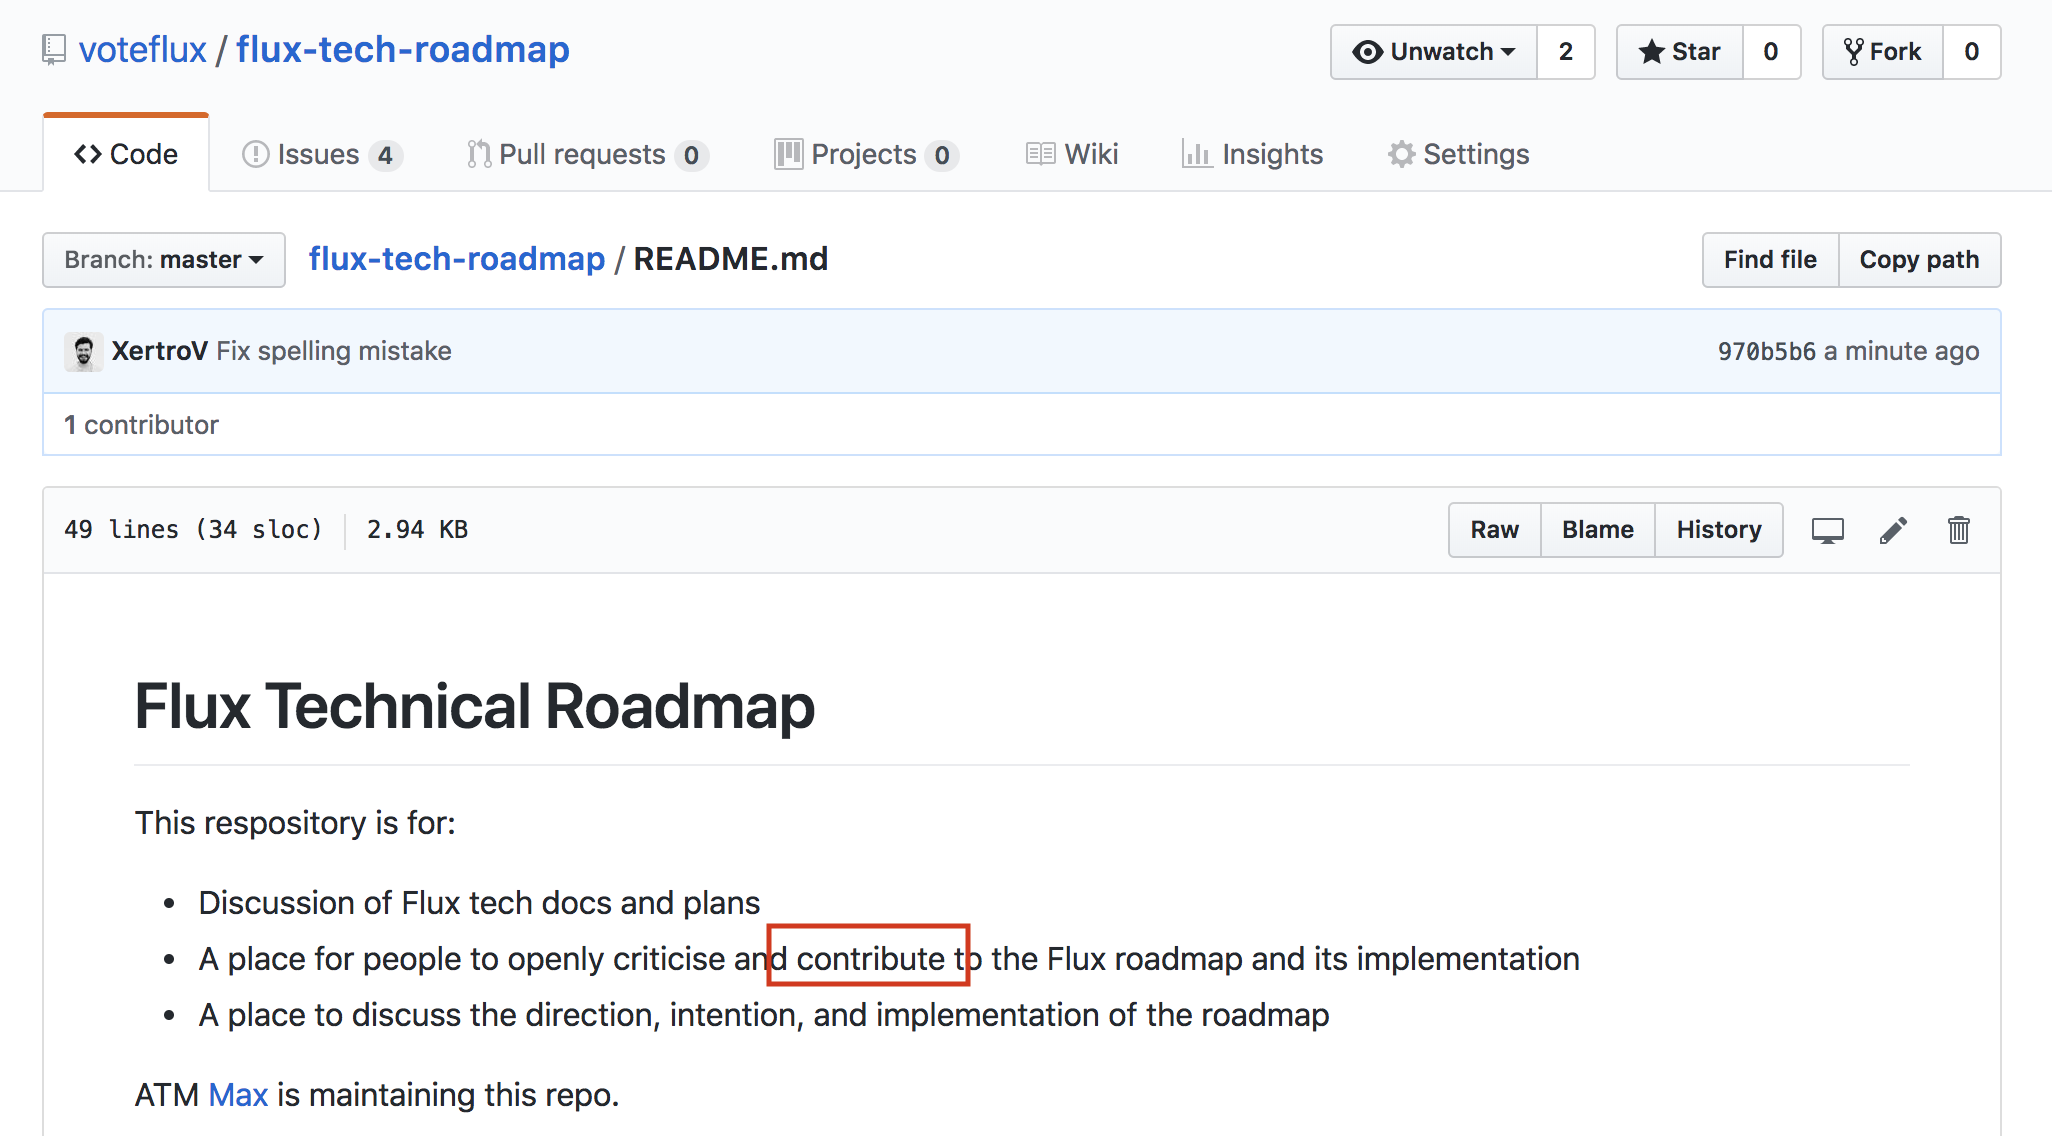 voteflux / flux-tech-roadmap
Unwatch 2 Star 0 Fork 0
Code Issues 4 Pull requests 0 Projects 0 Wiki Insights Settings
Branch: master flux-tech-roadmap / README.md Find file Copy path
XertroV Fix spelling mistake 970b5b6 a minute ago
1 contributor
49 lines (34 sloc) 2.94 KB Raw Blame History
Flux Technical Roadmap
This respository is for:
• Discussion of Flux tech docs and plans
• A place for people to openly criticise and contribute to the Flux roadmap and its implementation
• A place to discuss the direction, intention, and implementation of the roadmap
ATM Max is maintaining this repo.